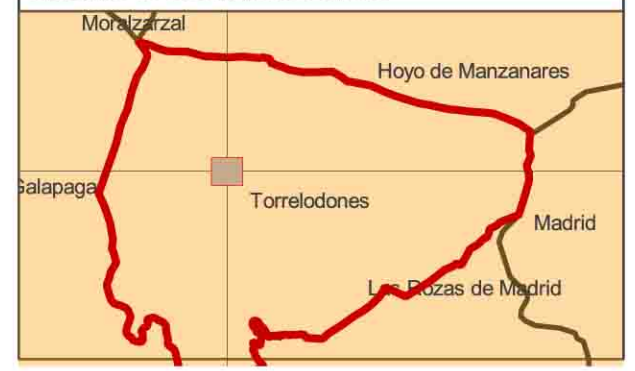 Moralzarzal
Hoyo de Manzanares
Galapaga
Torrelodones
Madrid
Las Rozas de Madrid